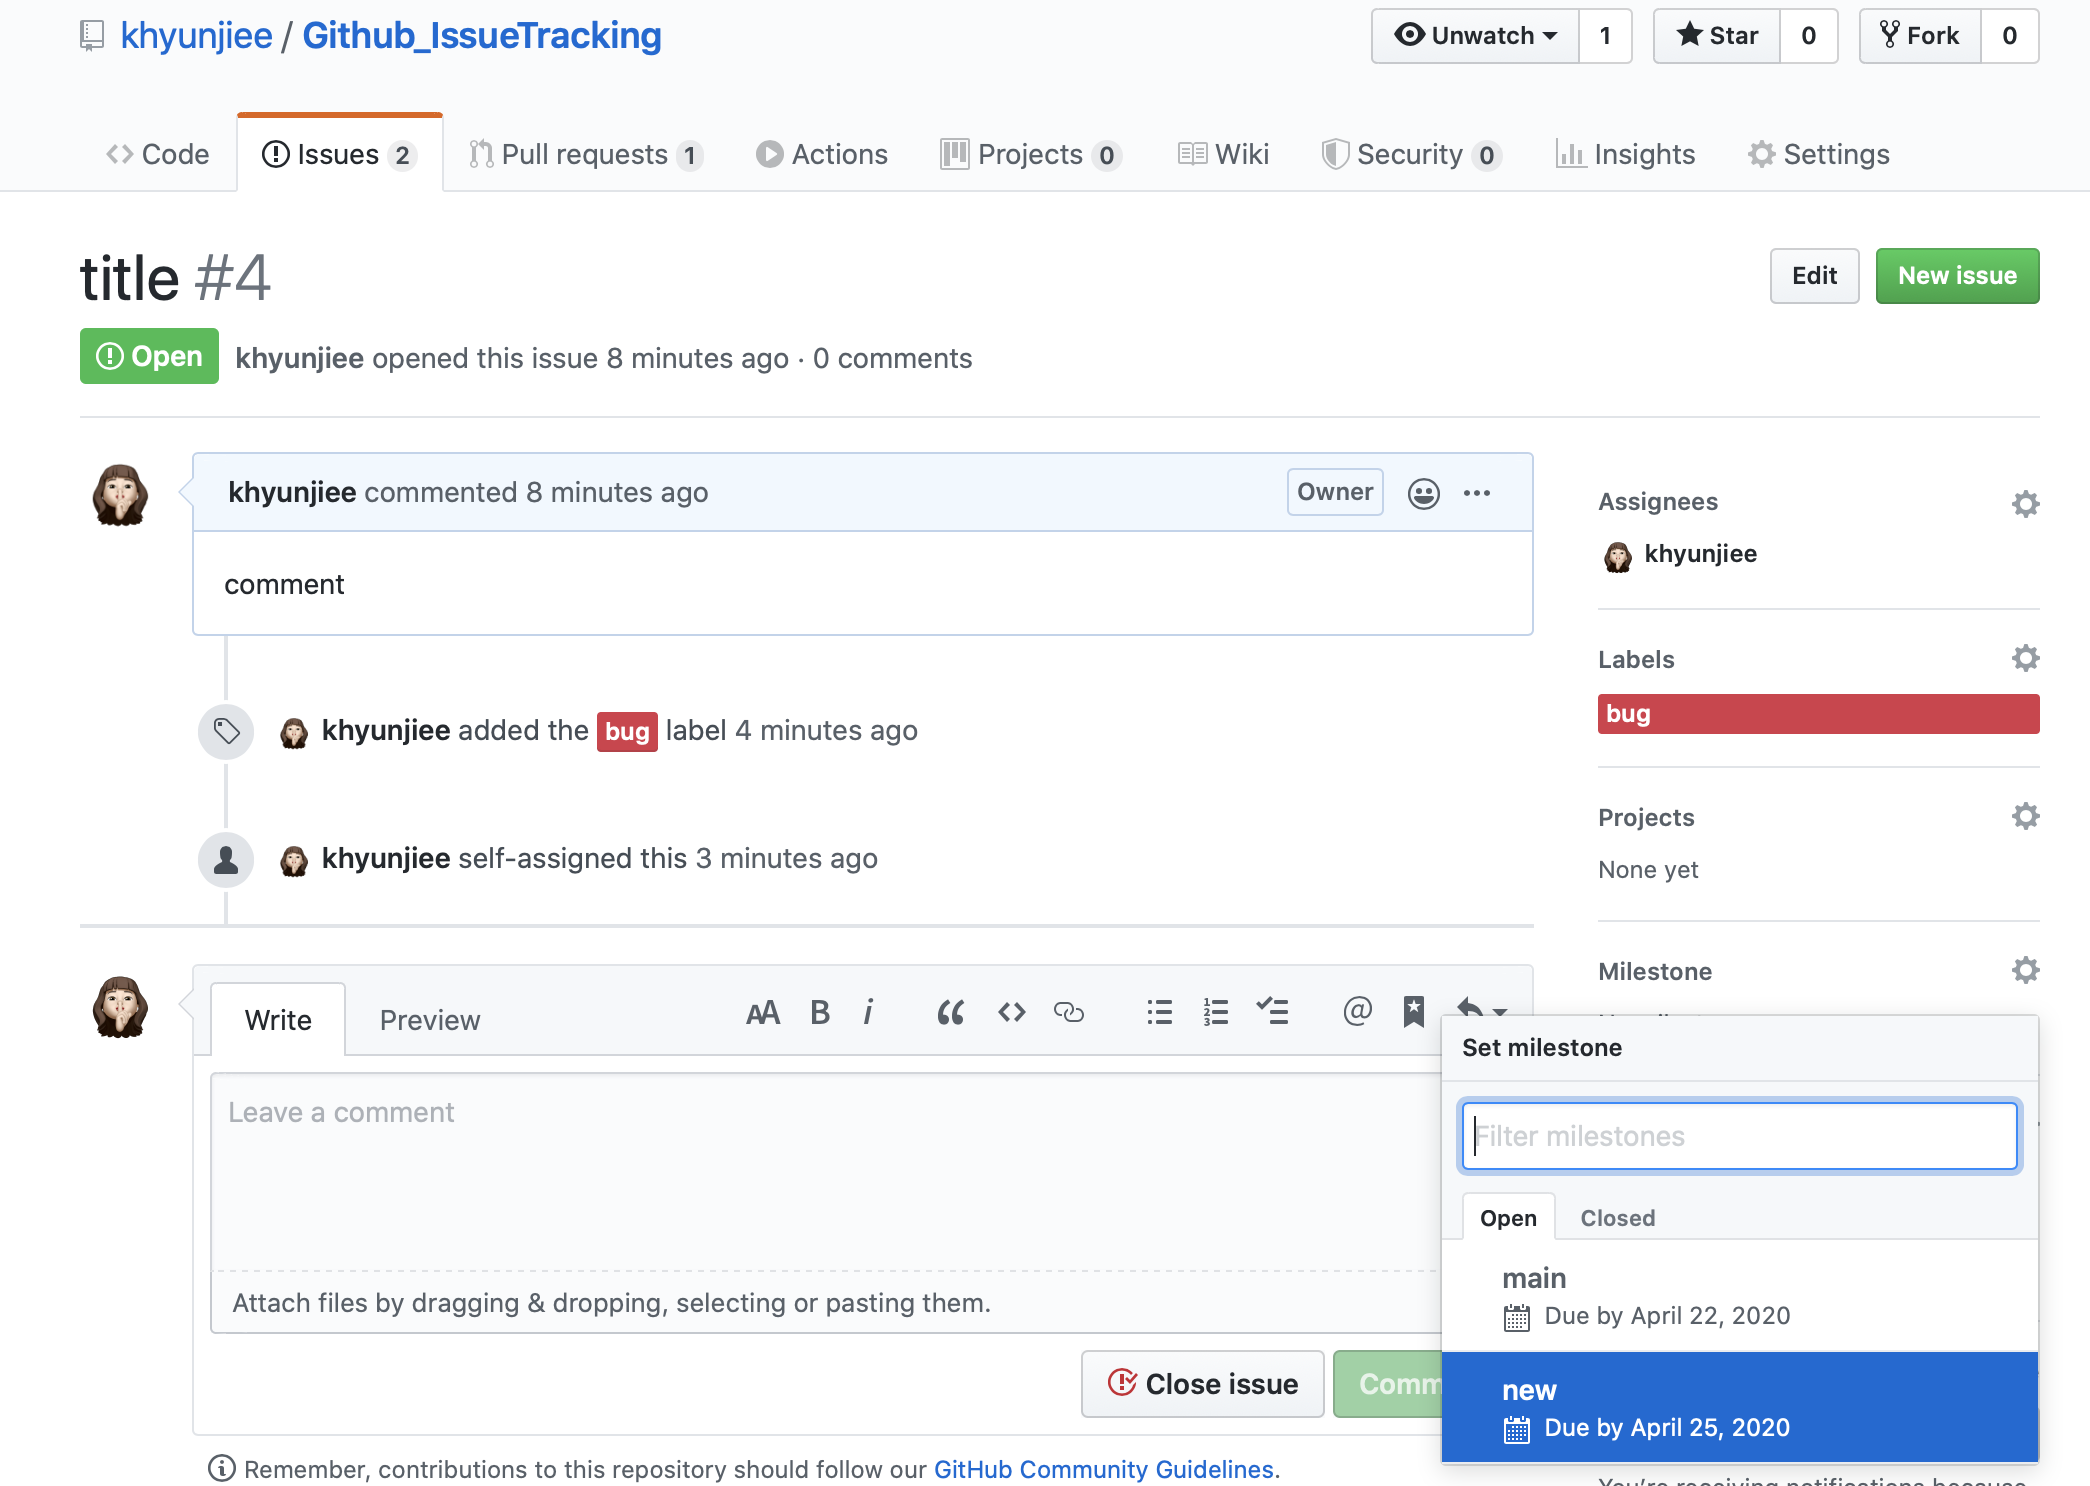 khyunjiee / Github_IssueTracking
Unwatch 1
Star 0
Fork 0
Code
Issues 2
Pull requests 1
Actions
Projects 0
Wiki
Security 0
Insights
Settings
title #4
Edit
New issue
Open
khyunjiee opened this issue 8 minutes ago · 0 comments
khyunjiee commented 8 minutes ago
Owner
comment
khyunjiee added the bug label 4 minutes ago
khyunjiee self-assigned this 3 minutes ago
Assignees
khyunjiee
Labels
bug
Projects
None yet
Milestone
Write
Preview
AA B i
@
Leave a comment
Attach files by dragging & dropping, selecting or pasting them.
Close issue
Comm
Set milestone
Filter milestones
Open
Closed
main
Due by April 22, 2020
new
Due by April 25, 2020
Remember, contributions to this repository should follow our GitHub Community Guidelines.
You're receiving notifications because